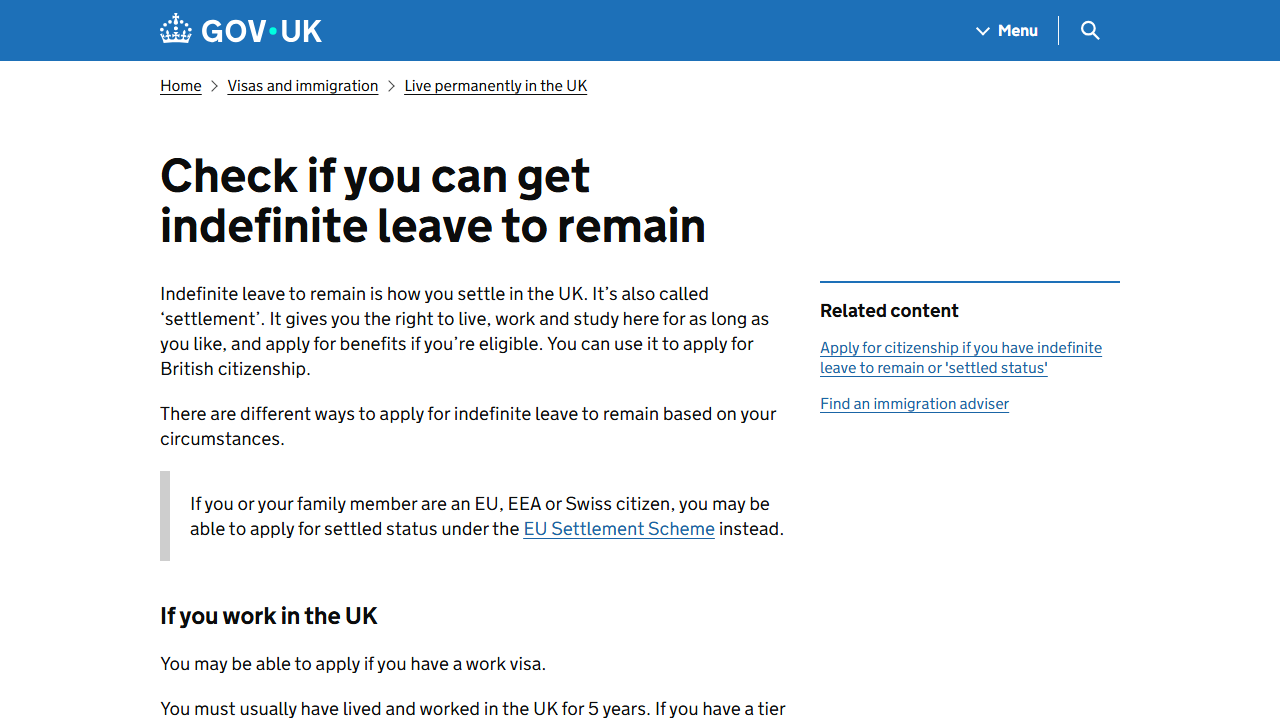 GOV·UK
Menu
Home
Visas and immigration
Live permanently in the UK
Check if you can get
indefinite leave to remain
Indefinite leave to remain is how you settle in the UK. It’s also called
‘settlement’. It gives you the right to live, work and study here for as long as
you like, and apply for benefits if you’re eligible. You can use it to apply for
British citizenship.
There are different ways to apply for indefinite leave to remain based on your
circumstances.
If you or your family member are an EU, EEA or Swiss citizen, you may be
able to apply for settled status under the EU Settlement Scheme instead.
If you work in the UK
You may be able to apply if you have a work visa.
You must usually have lived and worked in the UK for 5 years. If you have a tier
Related content
Apply for citizenship if you have indefinite
leave to remain or 'settled status'
Find an immigration adviser